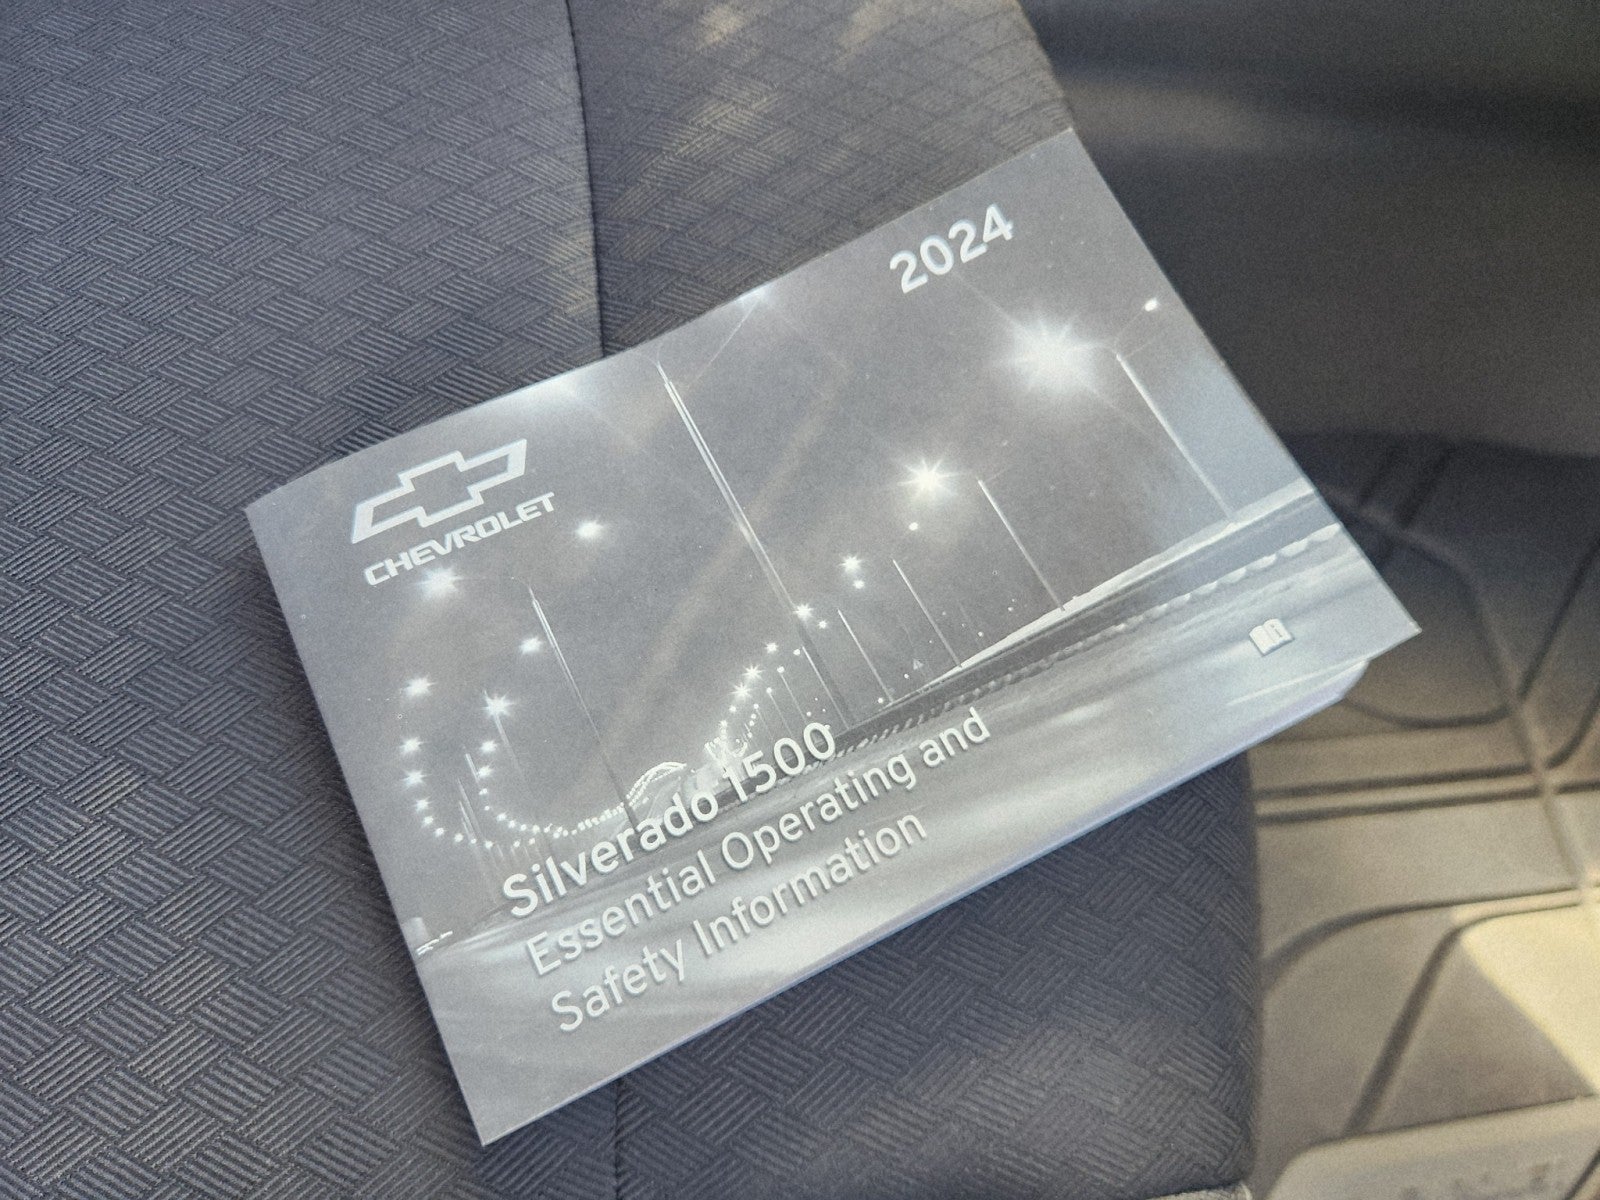 2024
CHEVROLET
Silverado 1500
Essential Operating and
Safety Information